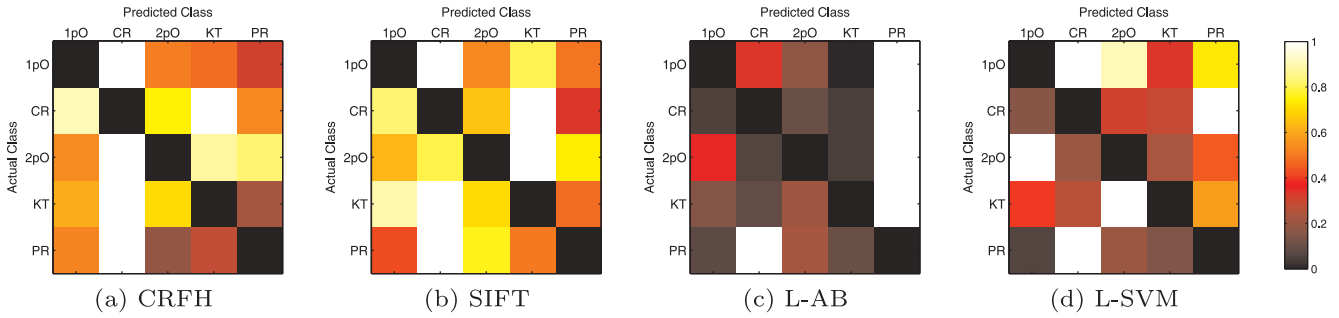 Predicted Class
1pO CR 2pO KT PR
Actual Class
1pO
CR
2pO
KT
PR
(a) CRFH
Predicted Class
1pO CR 2pO KT PR
Actual Class
1pO
CR
2pO
KT
PR
(b) SIFT
Predicted Class
1pO CR 2pO KT PR
Actual Class
1pO
CR
2pO
KT
PR
(c) L-AB
Predicted Class
1pO CR 2pO KT PR
Actual Class
1pO
CR
2pO
KT
PR
(d) L-SVM
1
0.8
0.6
0.4
0.2
0